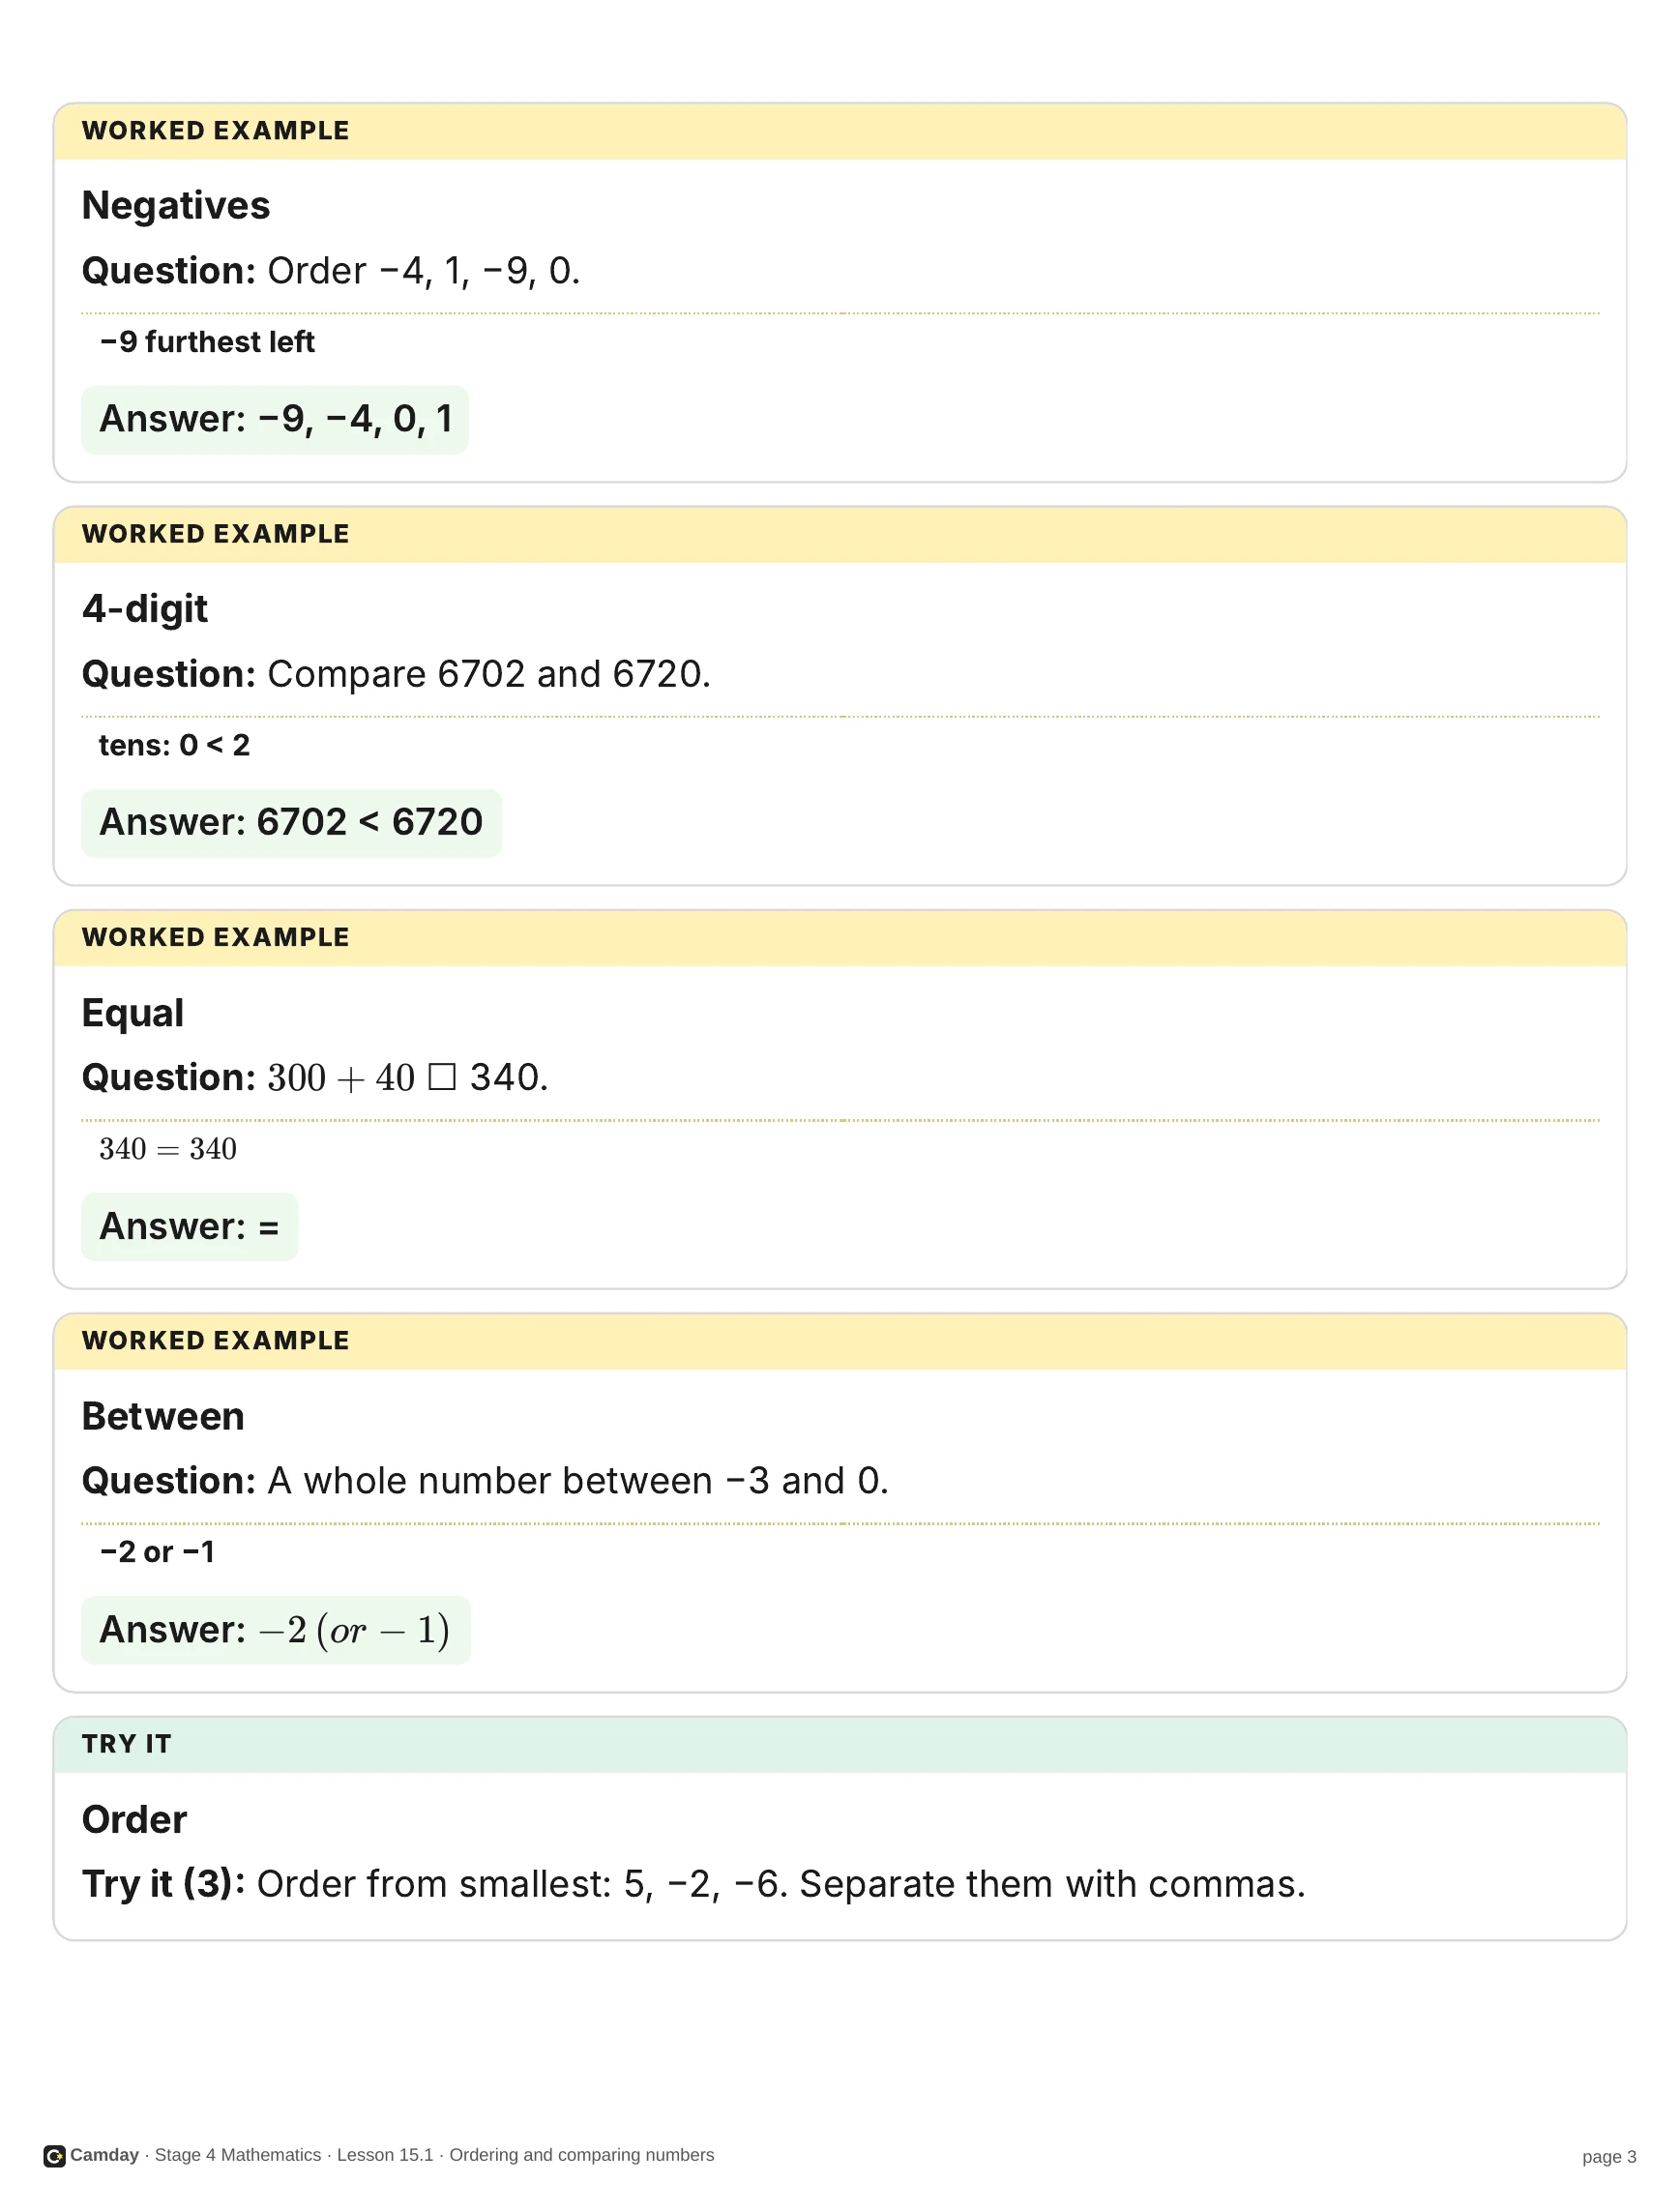 WORKED EXAMPLE
Negatives
Question: Order −4, 1, −9, 0.
−9 furthest left
Answer: −9, −4, 0, 1
WORKED EXAMPLE
4-digit
Question: Compare 6702 and 6720.
tens: 0 < 2
Answer: 6702 < 6720
WORKED EXAMPLE
Equal
Question: 300 + 40 □ 340.
340 = 340
Answer: =
WORKED EXAMPLE
Between
Question: A whole number between −3 and 0.
−2 or −1
Answer: −2 (or − 1)
TRY IT
Order
Try it (3): Order from smallest: 5, −2, −6. Separate them with commas.
Camday · Stage 4 Mathematics · Lesson 15.1 · Ordering and comparing numbers
page 3